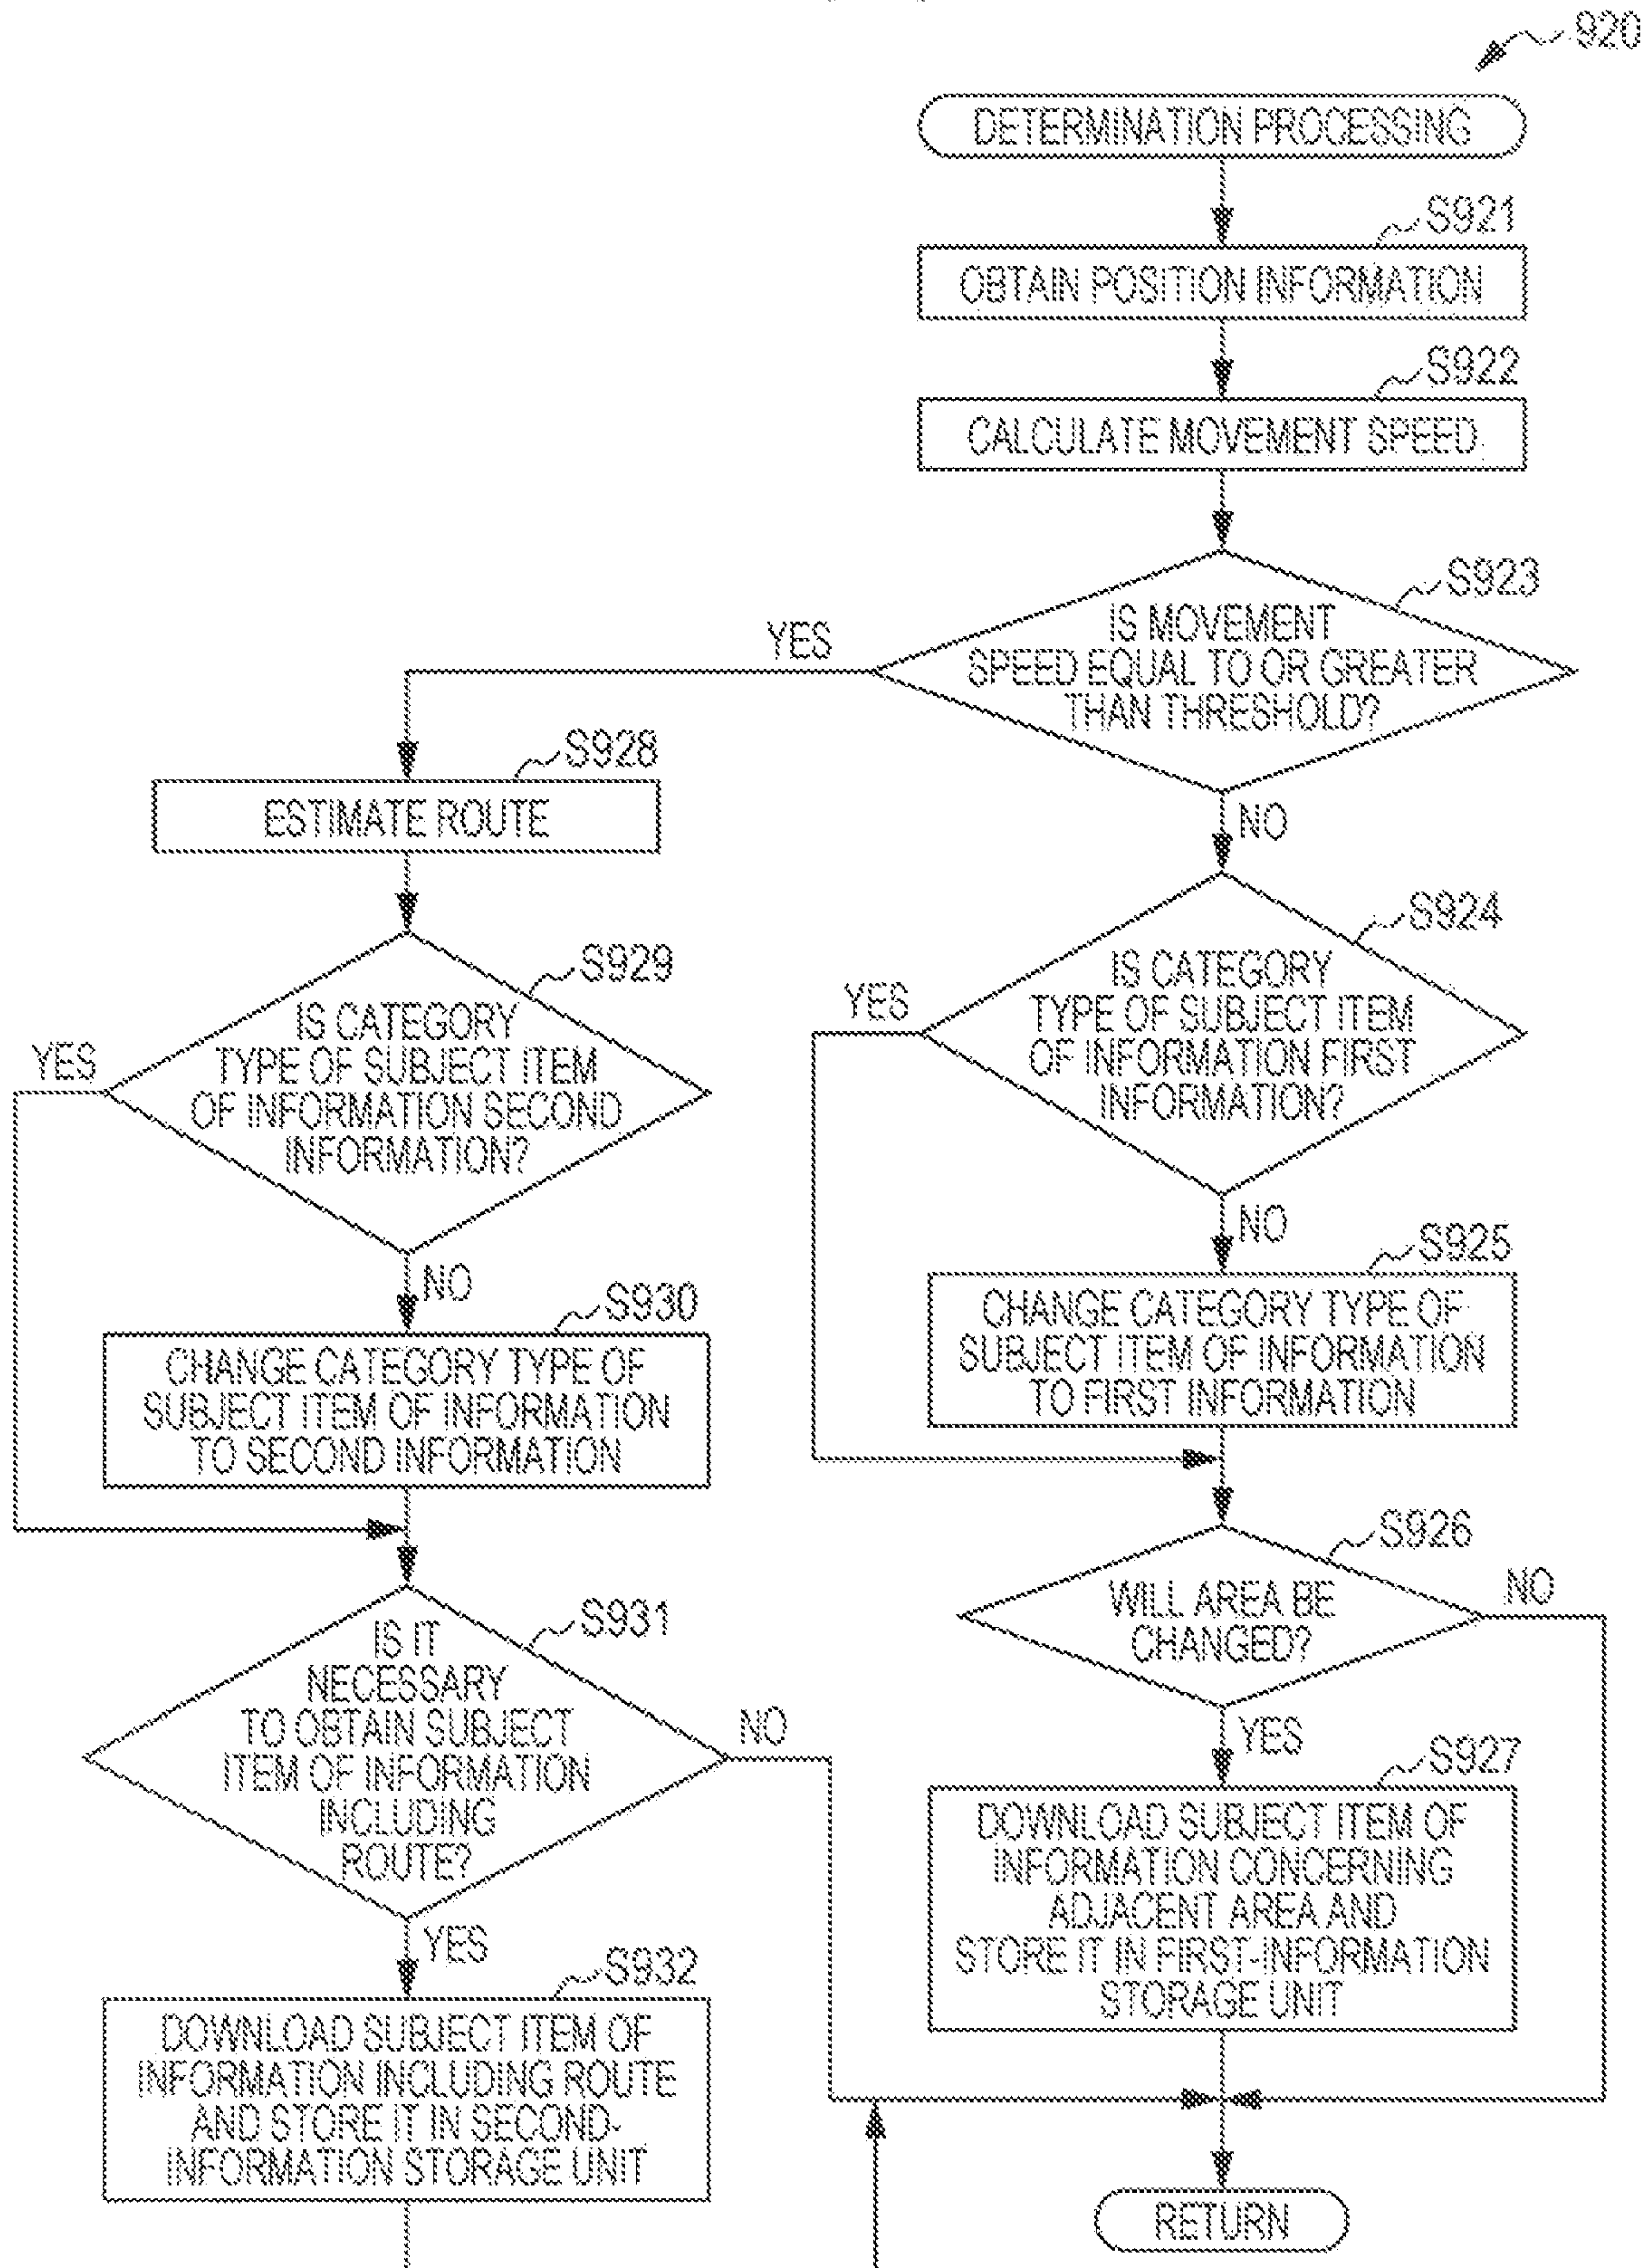 920
DETERMINATION PROCESSING
S921
OBTAIN POSITION INFORMATION
S922
CALCULATE MOVEMENT SPEED
S923
IS MOVEMENT
SPEED EQUAL TO OR GREATER
THAN THRESHOLD?
YES
NO
S928
ESTIMATE ROUTE
S929
IS CATEGORY
TYPE OF SUBJECT ITEM
OF INFORMATION SECOND
INFORMATION?
YES
NO
S930
CHANGE CATEGORY TYPE OF
SUBJECT ITEM OF INFORMATION
TO SECOND INFORMATION
S931
IS IT
NECESSARY
TO OBTAIN SUBJECT
ITEM OF INFORMATION
INCLUDING
ROUTE?
NO
YES
S932
DOWNLOAD SUBJECT ITEM OF
INFORMATION INCLUDING ROUTE
AND STORE IT IN SECOND-
INFORMATION STORAGE UNIT
S924
IS CATEGORY
TYPE OF SUBJECT ITEM
OF INFORMATION FIRST
INFORMATION?
YES
NO
S925
CHANGE CATEGORY TYPE OF
SUBJECT ITEM OF INFORMATION
TO FIRST INFORMATION
S926
WILL AREA BE
CHANGED?
NO
YES
S927
DOWNLOAD SUBJECT ITEM OF
INFORMATION CONCERNING
ADJACENT AREA AND
STORE IT IN FIRST-INFORMATION
STORAGE UNIT
RETURN